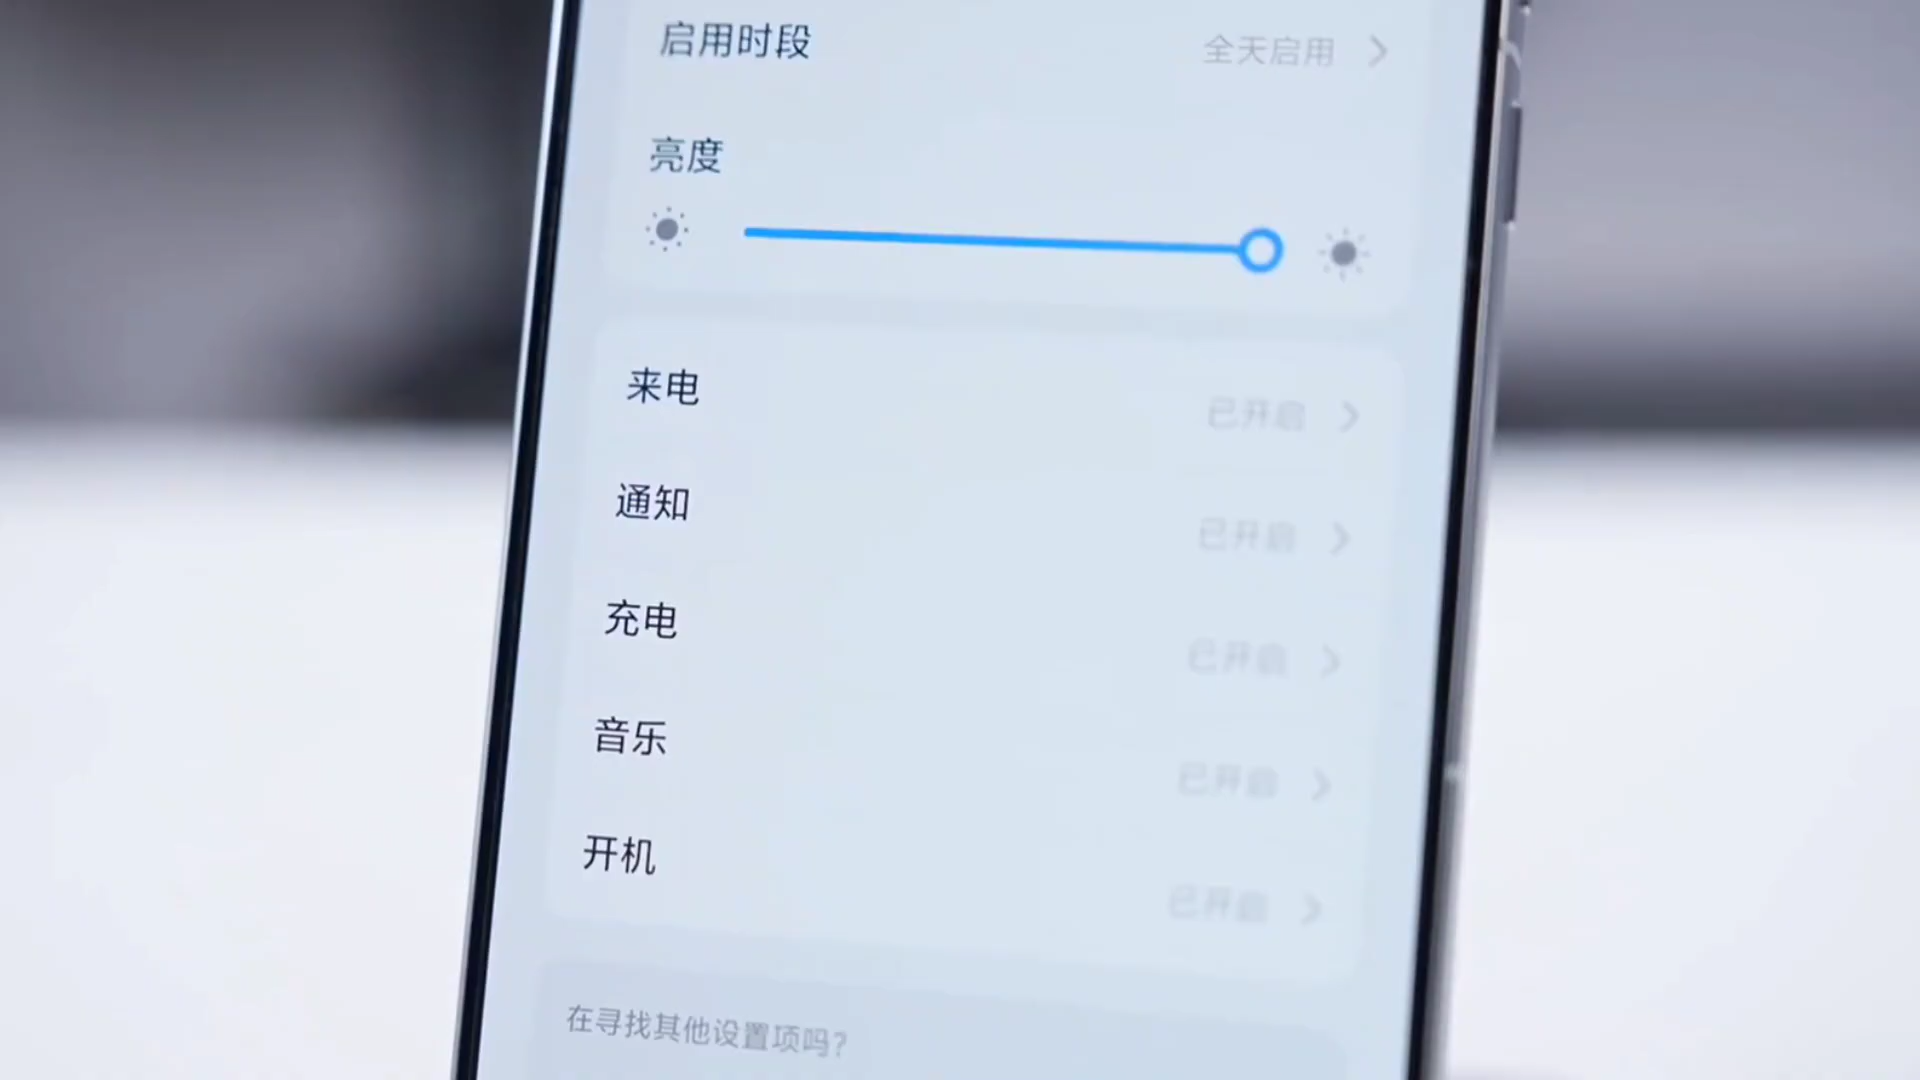 启用时段 全天启用
亮度
来电 已开启
通知 已开启
充电 已开启
音乐 已开启
开机 已开启
在寻找其他设置项吗?